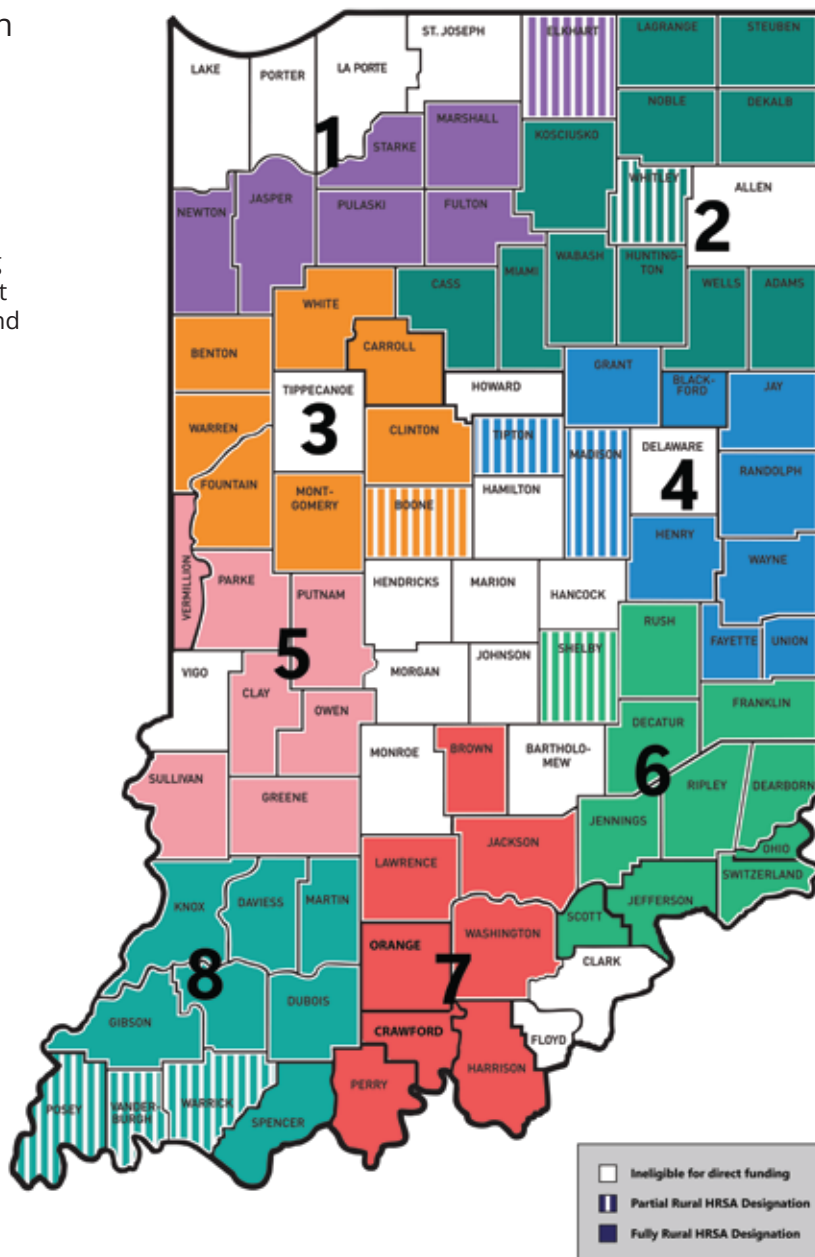 n
t
nd
LAKE
PORTER
LA PORTE
ST. JOSEPH
ELKHART
LAGRANGE
STEUBEN
NOBLE
DEKALB
1
STARKE
MARSHALL
KOSCIUSKO
WHITLEY
ALLEN
2
NEWTON
JASPER
PULASKI
FULTON
CASS
MIAMI
WABASH
HUNTING-
TON
WELLS
ADAMS
WHITE
CARROLL
BENTON
TIPPECANOE
HOWARD
GRANT
BLACK-
FORD
JAY
3
WARREN
CLINTON
TIPTON
MADISON
DELAWARE
4
RANDOLPH
FOUNTAIN
MONT-
GOMERY
BOONE
HAMILTON
HENRY
WAYNE
VERMILLION
PARKE
PUTNAM
HENDRICKS
MARION
HANCOCK
RUSH
FAYETTE
UNION
5
VIGO
CLAY
OWEN
MORGAN
JOHNSON
SHELBY
FRANKLIN
DECATUR
6
SULLIVAN
GREENE
MONROE
BROWN
BARTHOLO-
MEW
JENNINGS
RIPLEY
DEARBORN
OHIO
SWITZERLAND
LAWRENCE
JACKSON
JEFFERSON
SCOTT
KNOX
DAVIESS
MARTIN
ORANGE
WASHINGTON
CLARK
8
7
GIBSON
DUBOIS
CRAWFORD
FLOYD
HARRISON
PERRY
POSEY
VANDER-
BURGH
WARRICK
SPENCER
Ineligible for direct funding
Partial Rural HRSA Designation
Fully Rural HRSA Designation